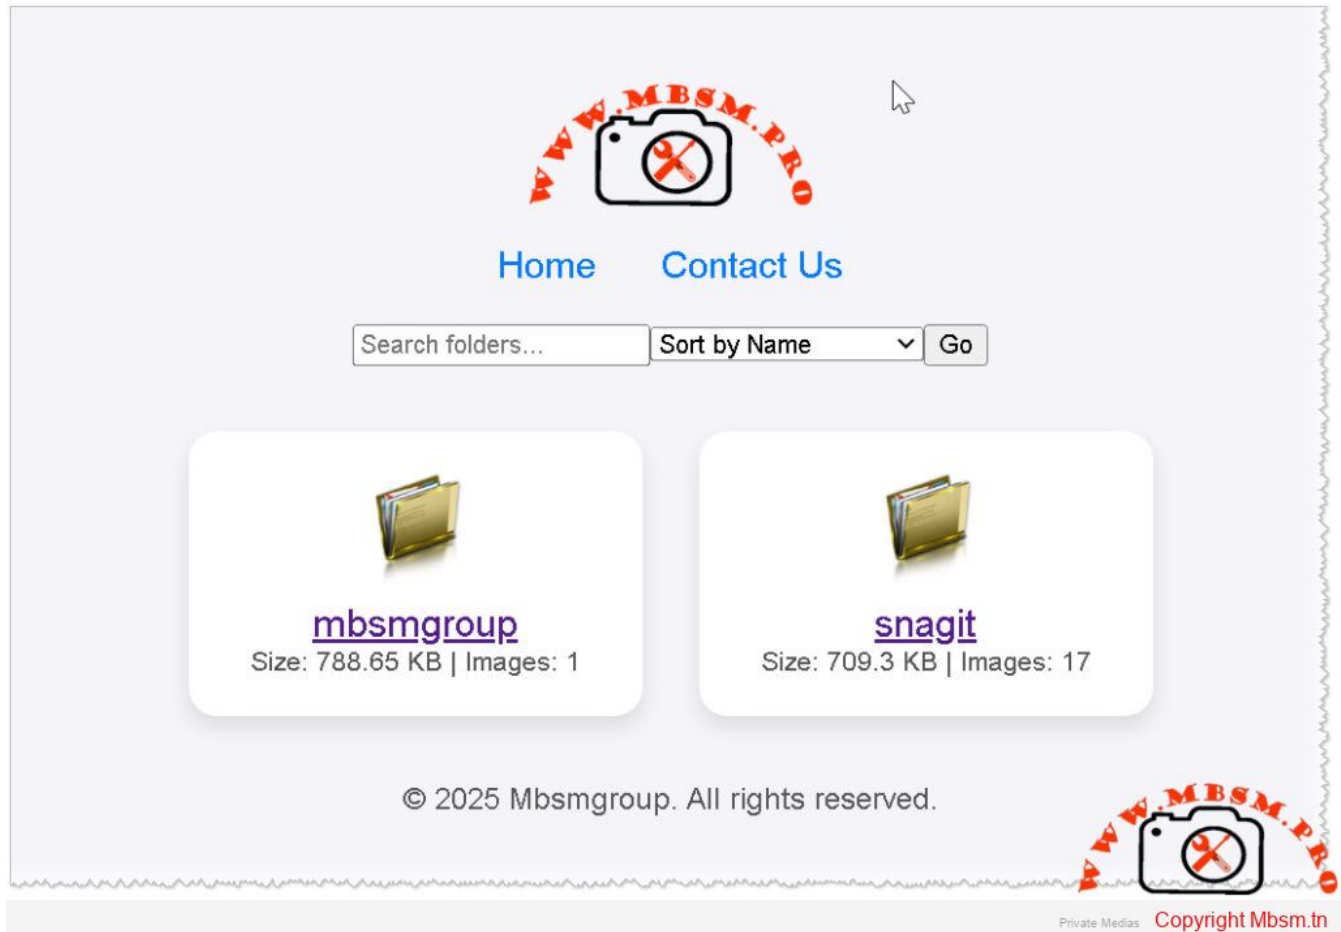 WWW.MBSM.PRO
Home Contact Us
Search folders... Sort by Name Go
mbsmgroup snagit
Size: 788.65 KB | Images: 1 Size: 709.3 KB | Images: 17
© 2025 Mbsmgroup. All rights reserved.
WWW.MBSM.PRO
Private Medias Copyright Mbsm.tn